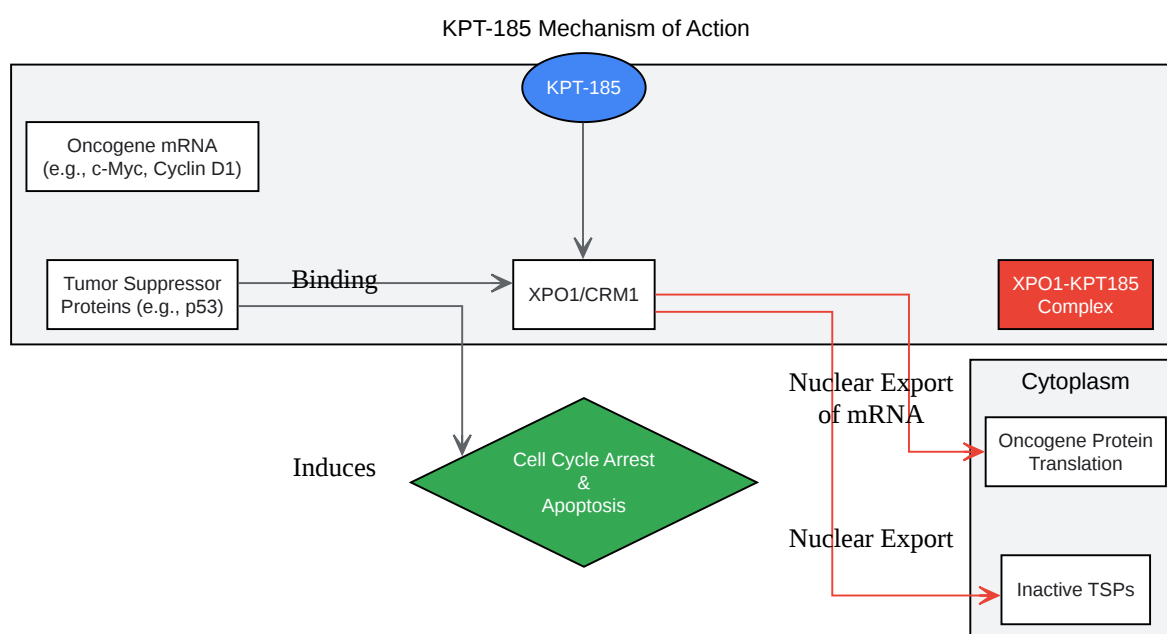 KPT-185 Mechanism of Action
KPT-185
Oncogene mRNA
(e.g., c-Myc, Cyclin D1)
Tumor Suppressor
Proteins (e.g., p53)
Binding
XPO1/CRM1
XPO1-KPT185
Complex
Nuclear Export
of mRNA
Cytoplasm
Oncogene Protein
Translation
Induces
Cell Cycle Arrest
&
Apoptosis
Nuclear Export
Inactive TSPs